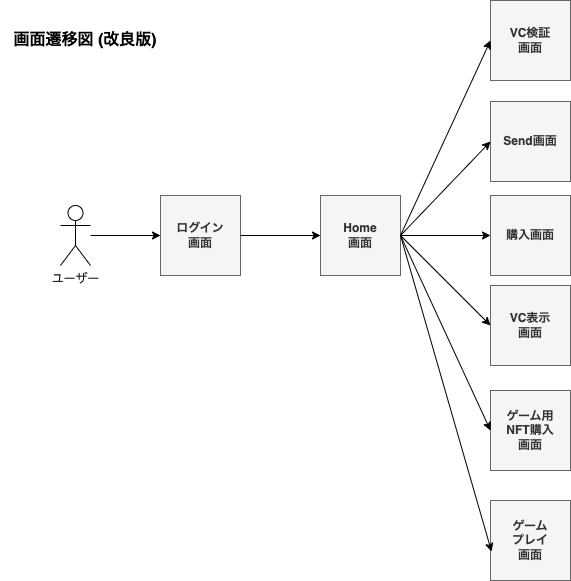 画面遷移図 (改良版)
ユーザー
ログイン
画面
Home
画面
VC検証
画面
Send画面
購入画面
VC表示
画面
ゲーム用
NFT購入
画面
ゲーム
プレイ
画面